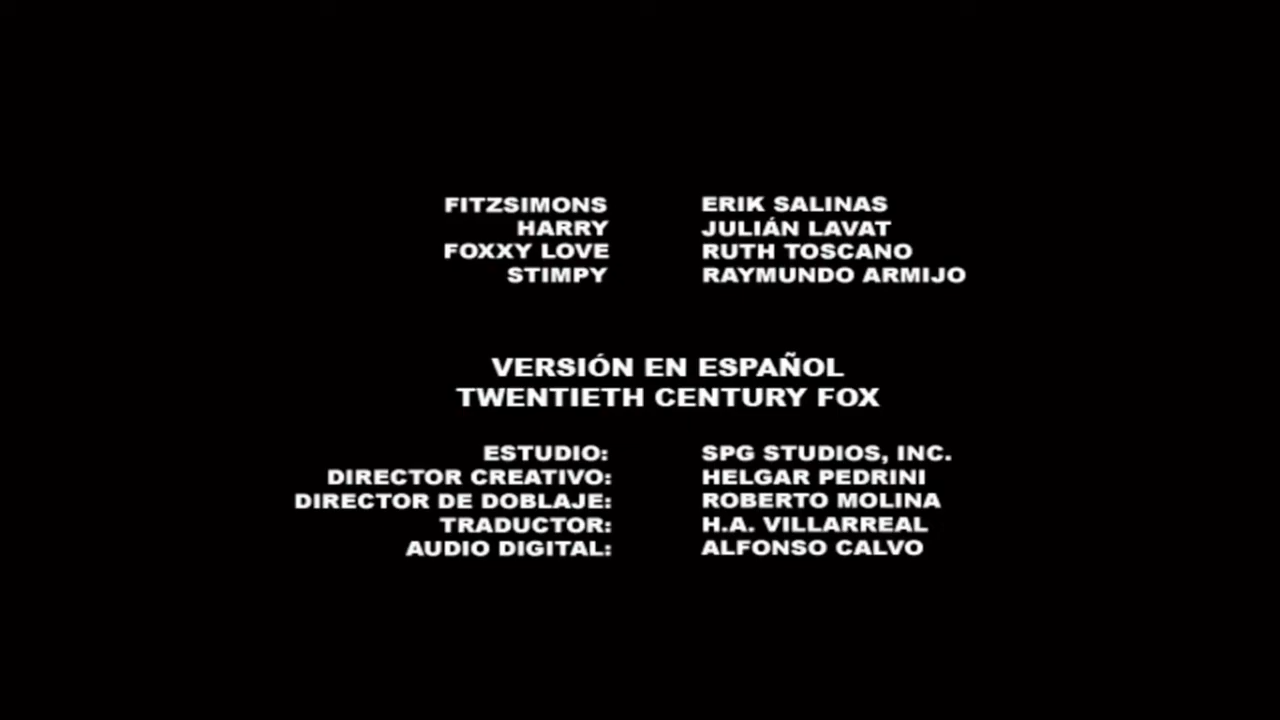 FITZSIMONS ERIK SALINAS
HARRY JULIÁN LAVAT
FOXXY LOVE RUTH TOSCANO
STIMPY RAYMUNDO ARMIJO
VERSIÓN EN ESPAÑOL
TWENTIETH CENTURY FOX
ESTUDIO: SPG STUDIOS, INC.
DIRECTOR CREATIVO: HELGAR PEDRINI
DIRECTOR DE DOBLAJE: ROBERTO MOLINA
TRADUCTOR: H.A. VILLARREAL
AUDIO DIGITAL: ALFONSO CALVO